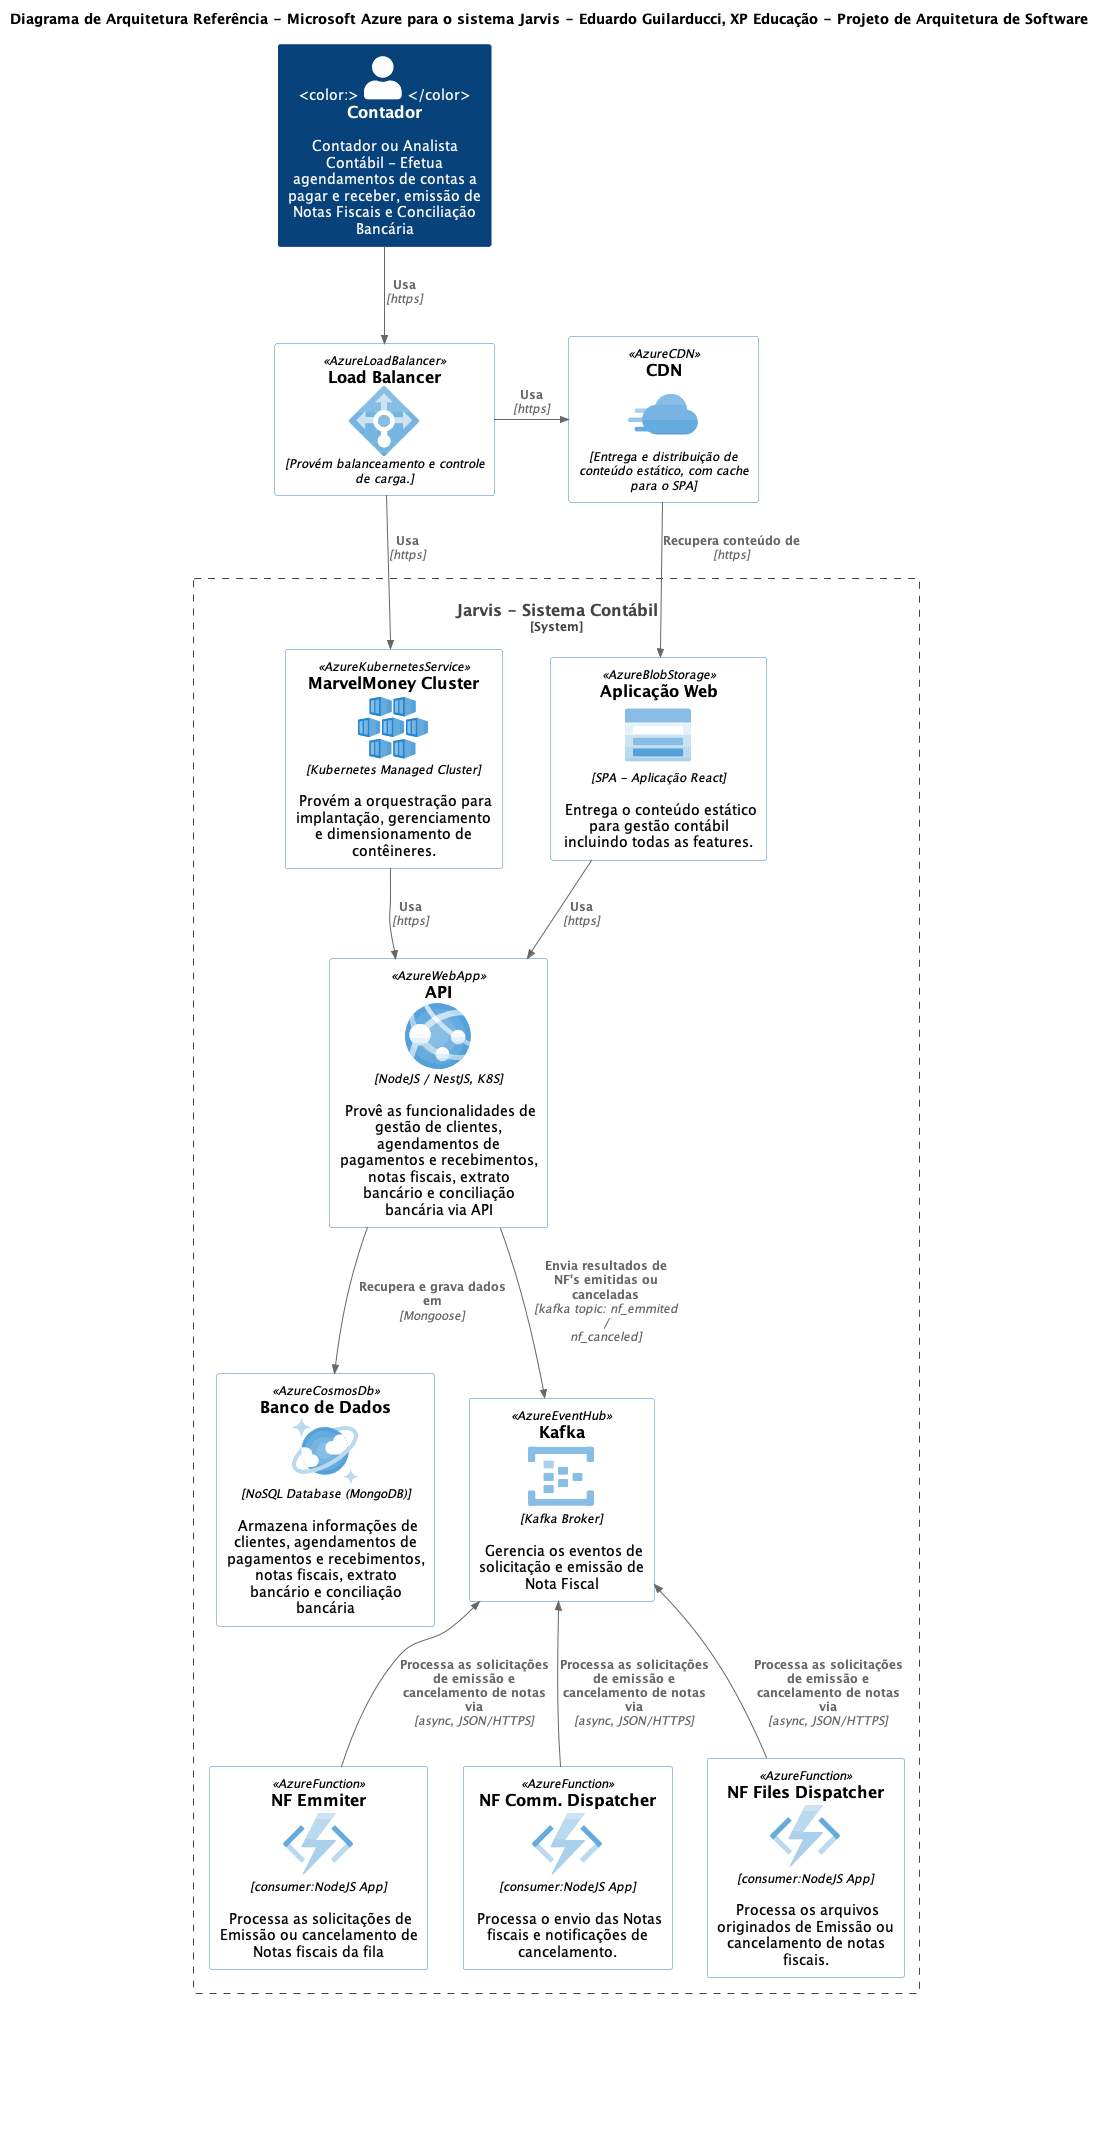 Diagrama de Arquitetura Referência - Microsoft Azure para o sistema Jarvis - Eduardo Guilarducci, XP Educação - Projeto de Arquitetura de Software
<color:> </color>
Contador
Contador ou Analista
Contábil - Efetua
agendamentos de contas a
pagar e receber, emissão de
Notas Fiscais e Conciliação
Bancária
Usa
[https]
«AzureLoadBalancer»
Load Balancer
[Provém balanceamento e controle
de carga.]
Usa
[https]
«AzureCDN»
CDN
[Entrega e distribuição de
conteúdo estático, com cache
para o SPA]
Usa
[https]
Recupera conteúdo de
[https]
Jarvis - Sistema Contábil
[System]
«AzureKubernetesService»
MarvelMoney Cluster
[Kubernetes Managed Cluster]
Provém a orquestração para
implantação, gerenciamento
e dimensionamento de
contêineres.
«AzureBlobStorage»
Aplicação Web
[SPA - Aplicação React]
Entrega o conteúdo estático
para gestão contábil
incluindo todas as features.
Usa
[https]
Usa
[https]
«AzureWebApp»
API
[NodeJS / NestJS, K8S]
Provê as funcionalidades de
gestão de clientes,
agendamentos de
pagamentos e recebimentos,
notas fiscais, extrato
bancário e conciliação
bancária via API
Recupera e grava dados
em
[Mongoose]
Envia resultados de
NF's emitidas ou
canceladas
[kafka topic: nf_emmited
/
nf_canceled]
«AzureCosmosDb»
Banco de Dados
[NoSQL Database (MongoDB)]
Armazena informações de
clientes, agendamentos de
pagamentos e recebimentos,
notas fiscais, extrato
bancário e conciliação
bancária
«AzureEventHub»
Kafka
[Kafka Broker]
Gerencia os eventos de
solicitação e emissão de
Nota Fiscal
Processa as solicitações
de emissão e
cancelamento de notas
via
[async, JSON/HTTPS]
Processa as solicitações
de emissão e
cancelamento de notas
via
[async, JSON/HTTPS]
Processa as solicitações
de emissão e
cancelamento de notas
via
[async, JSON/HTTPS]
«AzureFunction»
NF Emmiter
[consumer:NodeJS App]
Processa as solicitações de
Emissão ou cancelamento de
Notas fiscais da fila
«AzureFunction»
NF Comm. Dispatcher
[consumer:NodeJS App]
Processa o envio das Notas
fiscais e notificações de
cancelamento.
«AzureFunction»
NF Files Dispatcher
[consumer:NodeJS App]
Processa os arquivos
originados de Emissão ou
cancelamento de notas
fiscais.